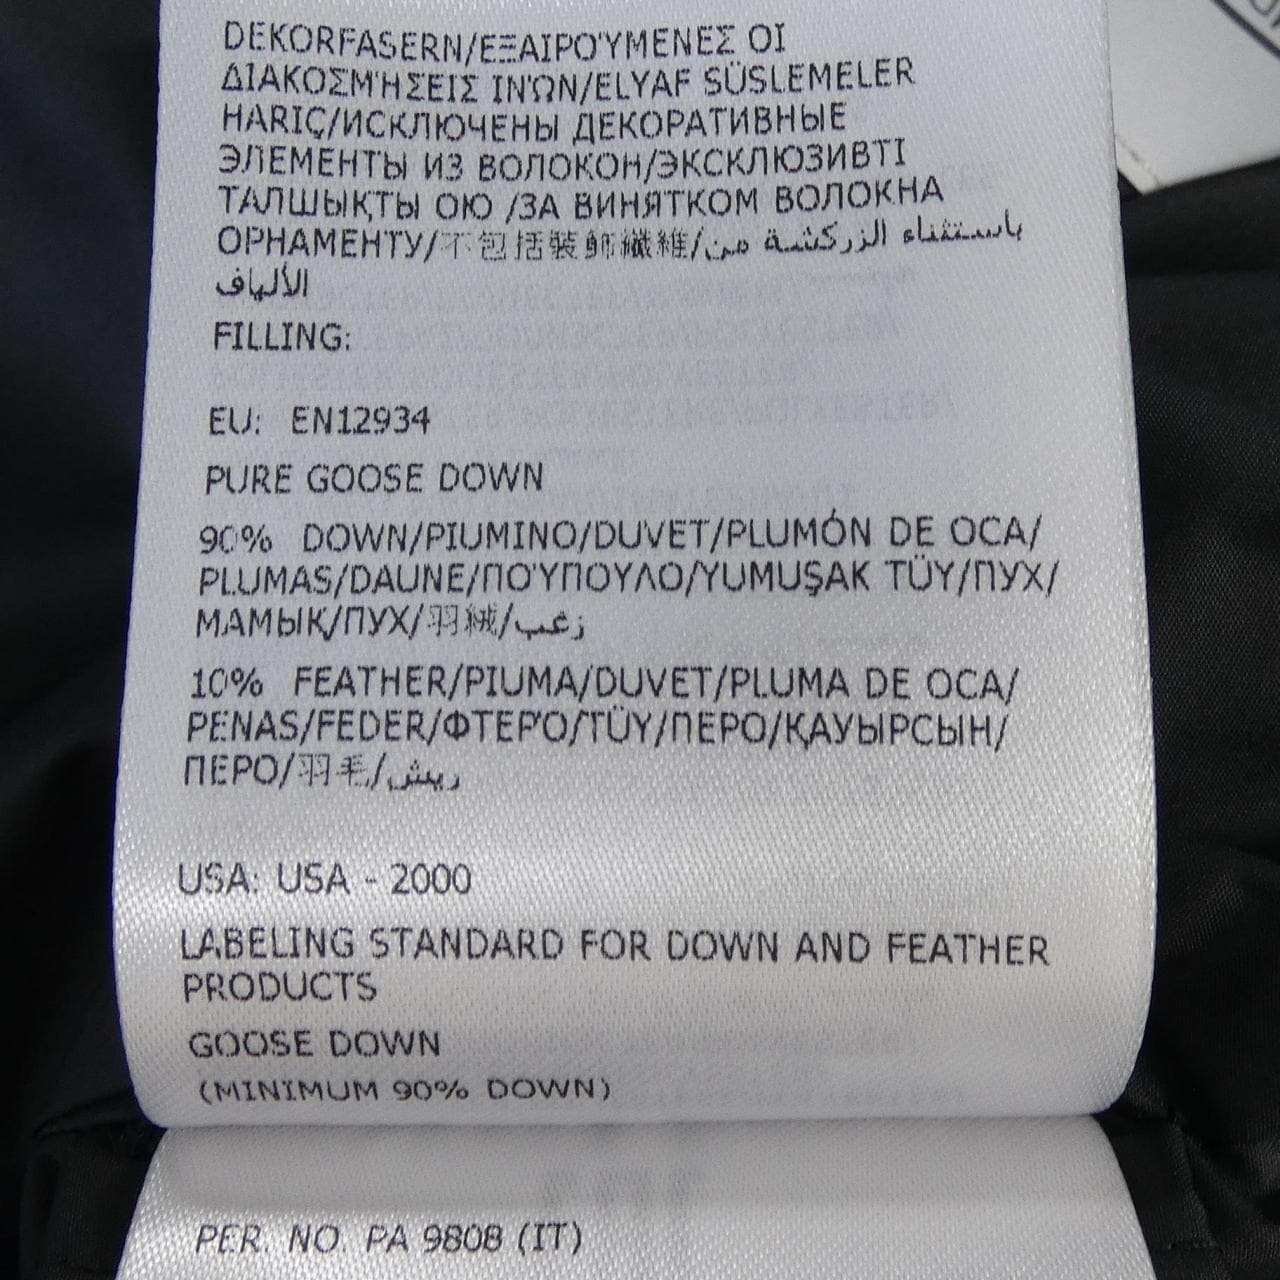 DEKORFASERN/ΕΞΑΙΡΟΎΜΕΝΕΣ ΟΙ
ΔΙΑΚΟΣΜΉΣΕΙΣ ΙΝΏΝ/ELYAF SÜSLEMELER
HARIÇ/ИСКЛЮЧЕНЫ ДЕКОРАТИВНЫЕ
ЭЛЕМЕНТЫ ИЗ ВОЛОКОН/ЭКСКЛЮЗИВТІ
ТАЛШЫҚТЫ ОЮ /ЗА ВИНЯТКОМ ВОЛОКНА
ОРНАМЕНТУ/不包括裝飾纖維/باستثناء الزركشة من
الألياف
FILLING:
EU: EN12934
PURE GOOSE DOWN
90% DOWN/PIUMINO/DUVET/PLUMÓN DE OCA/
PLUMAS/DAUNE/ΠΟΎΠΟΥΛΟ/YUMUŞAK TÜY/ПУХ/
МАМЫҚ/ПУХ/羽絨/زغب
10% FEATHER/PIUMA/DUVET/PLUMA DE OCA/
PENAS/FEDER/ΦΤΕΡΌ/TÜY/ПЕРО/ҚАУЫРСЫН/
ПЕРО/羽毛/ريش
USA: USA - 2000
LABELING STANDARD FOR DOWN AND FEATHER
PRODUCTS
GOOSE DOWN
(MINIMUM 90% DOWN)
PER. NO. PA 9808 (IT)